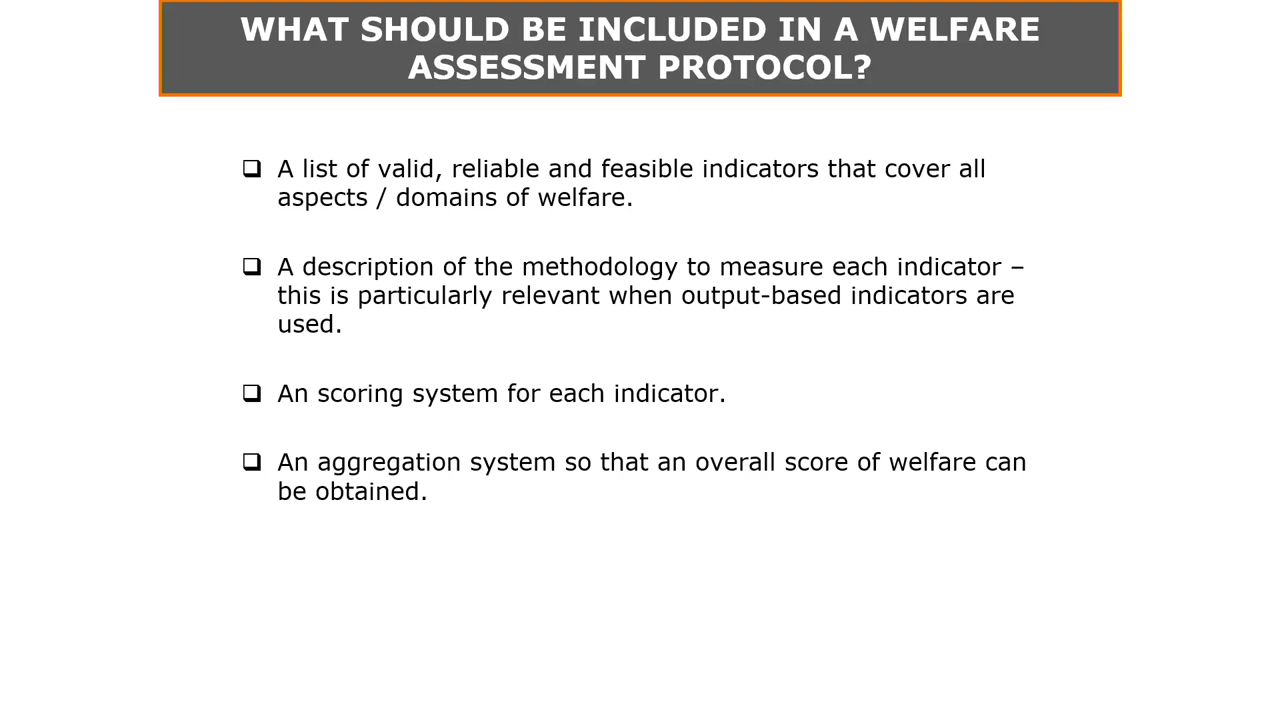 WHAT SHOULD BE INCLUDED IN A WELFARE
ASSESSMENT PROTOCOL?
❑ A list of valid, reliable and feasible indicators that cover all
aspects / domains of welfare.
❑ A description of the methodology to measure each indicator –
this is particularly relevant when output-based indicators are
used.
❑ An scoring system for each indicator.
❑ An aggregation system so that an overall score of welfare can
be obtained.